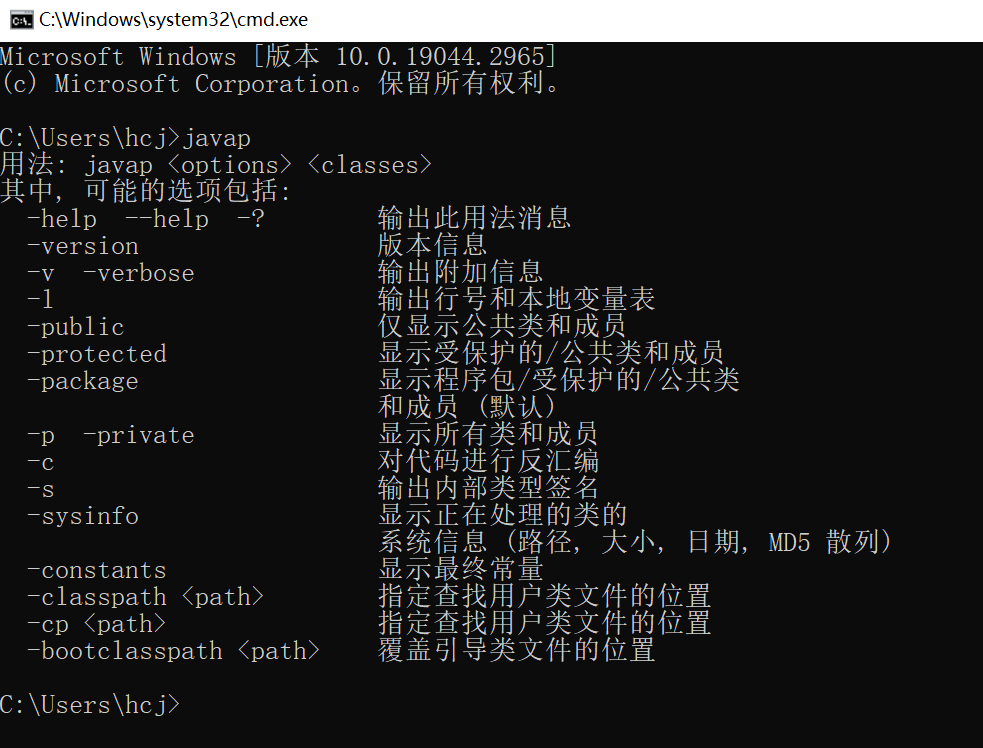 C:\Windows\system32\cmd.exe
Microsoft Windows [版本 10.0.19044.2965]
(c) Microsoft Corporation。保留所有权利。
C:\Users\hcj>javap
用法: javap <options> <classes>
其中, 可能的选项包括:
-help --help -? 输出此用法消息
-version 版本信息
-v -verbose 输出附加信息
-l 输出行号和本地变量表
-public 仅显示公共类和成员
-protected 显示受保护的/公共类和成员
-package 显示程序包/受保护的/公共类
和成员 (默认)
-p -private 显示所有类和成员
-c 对代码进行反汇编
-s 输出内部类型签名
-sysinfo 显示正在处理的类的
系统信息 (路径, 大小, 日期, MD5 散列)
-constants 显示最终常量
-classpath <path> 指定查找用户类文件的位置
-cp <path> 指定查找用户类文件的位置
-bootclasspath <path> 覆盖引导类文件的位置
C:\Users\hcj>